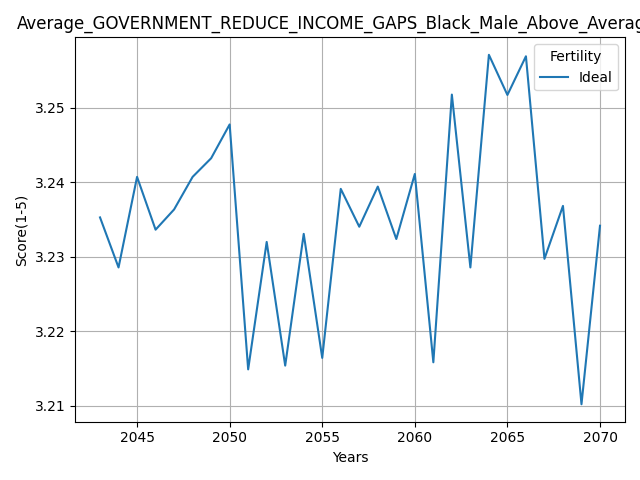 Average_GOVERNMENT_REDUCE_INCOME_GAPS_Black_Male_Above_Averag
Fertility
Ideal
Score(1-5)
3.25
3.24
3.23
3.22
3.21
2045 2050 2055 2060 2065 2070
Years